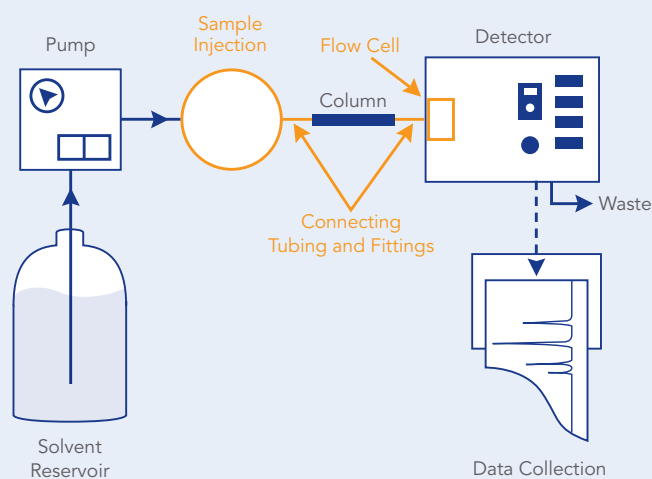 Pump
Sample
Injection
Flow Cell
Detector
Column
Connecting
Tubing and Fittings
Waste
Solvent
Reservoir
Data Collection